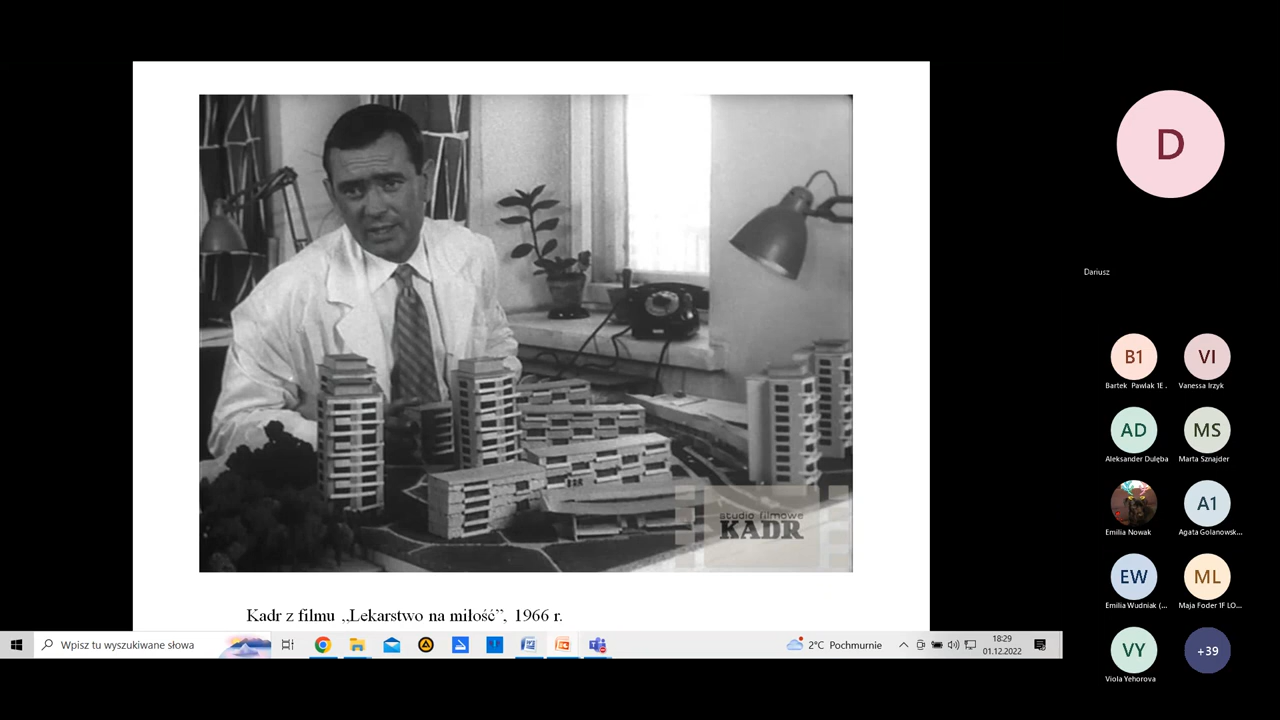 studio filmowe
KADR
Kadr z filmu „Lekarstwo na miłość”, 1966 r.
Wpisz tu wyszukiwane słowa
2°C Pochmurnie
18:29
01.12.2022
D
Dariusz
B1
VI
Bartek Pawlak 1E .
Vanessa Irzyk
AD
MS
Aleksander Dulęba
Marta Sznajder
A1
Emilia Nowak
Agata Golanowsk...
EW
ML
Emilia Wudniak (...
Maja Foder 1F LO...
VY
+39
Viola Yehorova